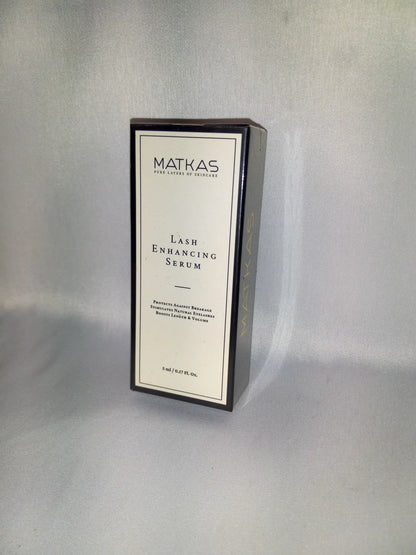 MATKAS
PURE LAYERS OF SKINCARE
LASH
ENHANCING
SERUM
PROTECTS AGAINST BREAKAGE
STIMULATES NATURAL EYELASHES
BOOSTS LENGTH & VOLUME
5 ml / 0.17 FL. OZ.
MATKAS